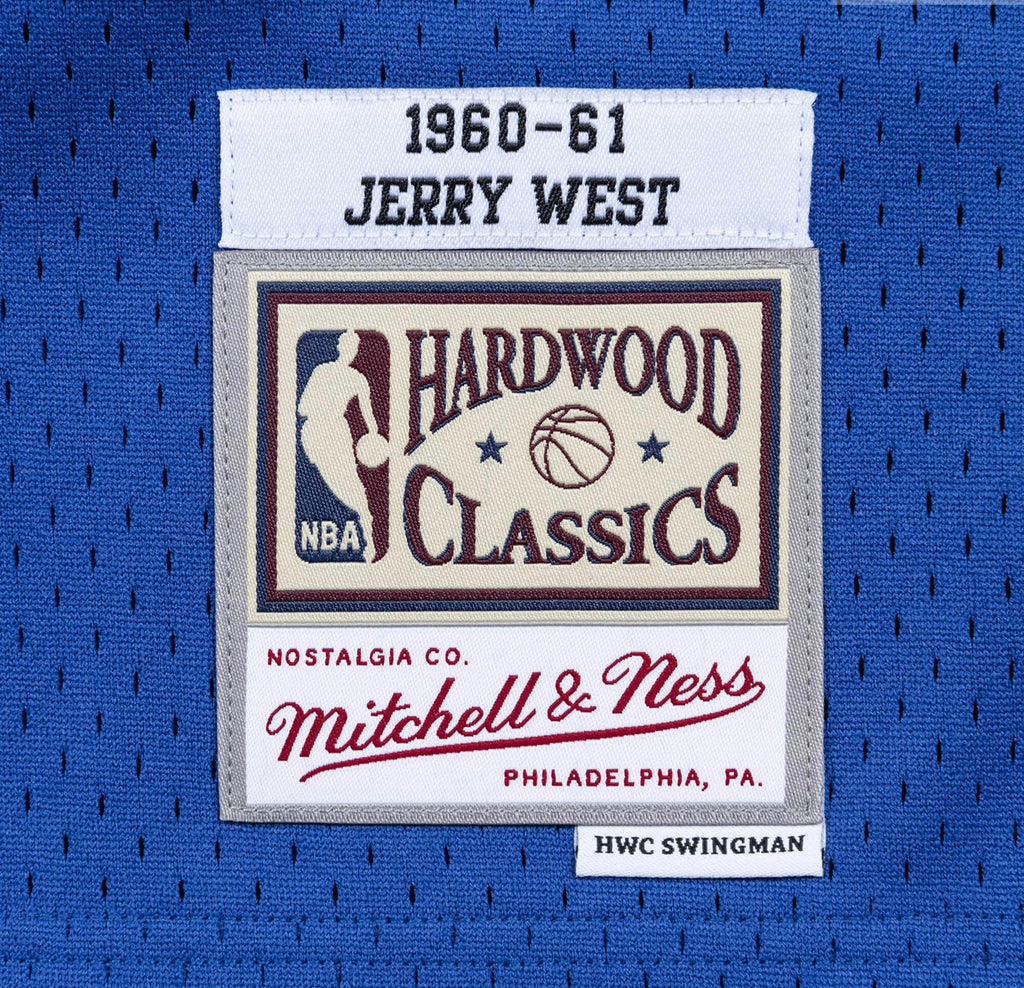 1960-61
JERRY WEST
HARDWOOD
CLASSICS
NBA
NOSTALGIA CO.
Mitchell & Ness
PHILADELPHIA, PA.
HWC SWINGMAN